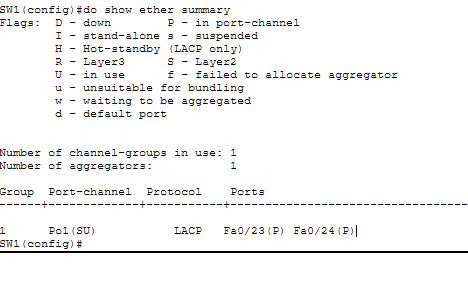 SW1(config)#do show ether summary
Flags:  D - down        P - in port-channel
        I - stand-alone s - suspended
        H - Hot-standby (LACP only)
        R - Layer3      S - Layer2
        U - in use      f - failed to allocate aggregator
        u - unsuitable for bundling
        w - waiting to be aggregated
        d - default port
Number of channel-groups in use: 1
Number of aggregators:           1
Group  Port-channel  Protocol    Ports
------+-------------+-----------+----------------------------------
1      Po1(SU)           LACP   Fa0/23(P) Fa0/24(P)
SW1(config)#